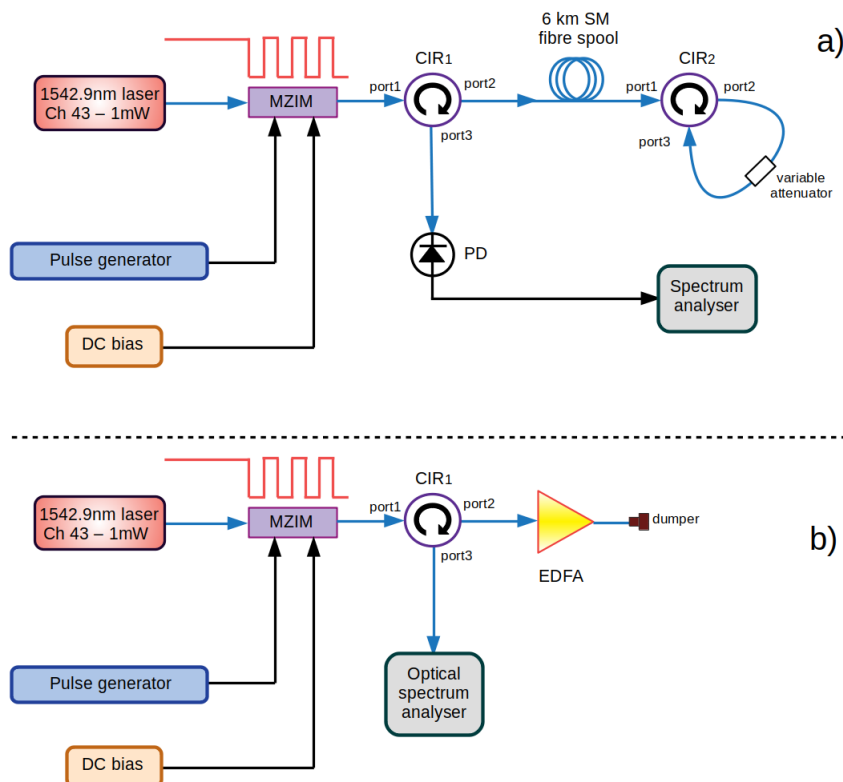 a)
6 km SM
fibre spool
CIR1
CIR2
1542.9nm laser
Ch 43 – 1mW
MZIM
port1
port2
port1
port2
port3
port3
variable
attenuator
PD
Pulse generator
Spectrum
analyser
DC bias
b)
CIR1
1542.9nm laser
Ch 43 – 1mW
MZIM
port1
port2
dumper
port3
EDFA
Pulse generator
Optical
spectrum
analyser
DC bias